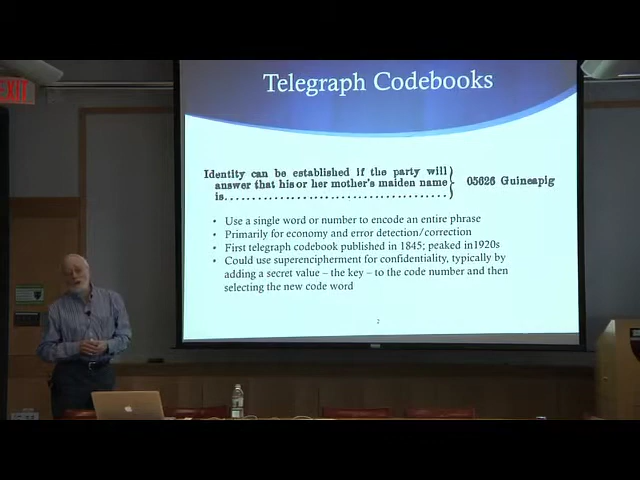 EXIT
Telegraph Codebooks
Identity can be established if the party will
answer that his or her mother's maiden name
is.......................................
05626 Guineapig
• Use a single word or number to encode an entire phrase
• Primarily for economy and error detection/correction
• First telegraph codebook published in 1845; peaked in1920s
• Could use superencipherment for confidentiality, typically by
adding a secret value – the key – to the code number and then
selecting the new code word
2